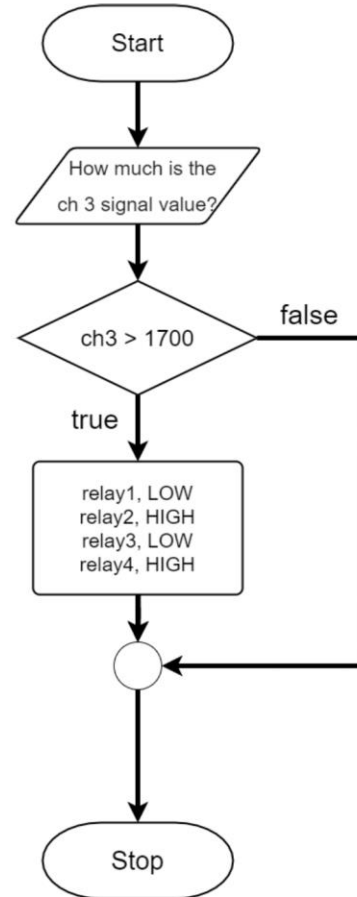 Start
How much is the
ch 3 signal value?
ch3 > 1700
false
true
relay1, LOW
relay2, HIGH
relay3, LOW
relay4, HIGH
Stop